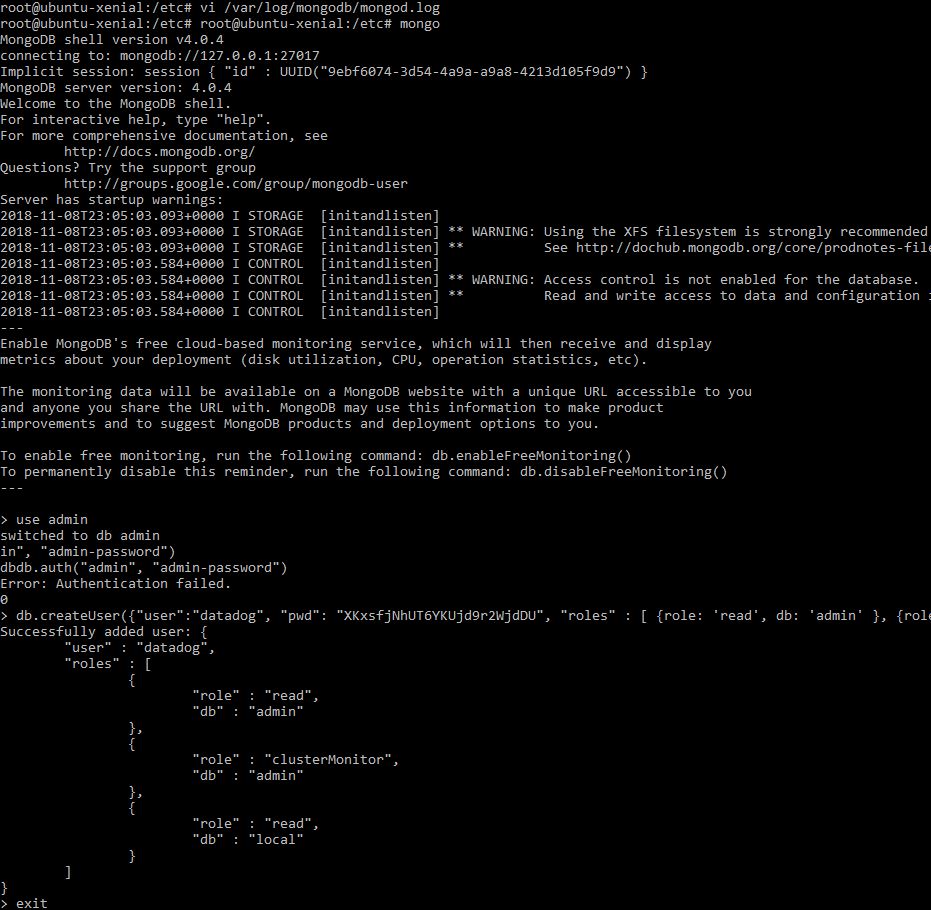 root@ubuntu-xenial:/etc# vi /var/log/mongodb/mongod.log
root@ubuntu-xenial:/etc# root@ubuntu-xenial:/etc# mongo
MongoDB shell version v4.0.4
connecting to: mongodb://127.0.0.1:27017
Implicit session: session { "id" : UUID("9ebf6074-3d54-4a9a-a9a8-4213d105f9d9") }
MongoDB server version: 4.0.4
Welcome to the MongoDB shell.
For interactive help, type "help".
For more comprehensive documentation, see
        http://docs.mongodb.org/
Questions? Try the support group
        http://groups.google.com/group/mongodb-user
Server has startup warnings:
2018-11-08T23:05:03.093+0000 I STORAGE  [initandlisten]
2018-11-08T23:05:03.093+0000 I STORAGE  [initandlisten] ** WARNING: Using the XFS filesystem is strongly recommended
2018-11-08T23:05:03.093+0000 I STORAGE  [initandlisten] **          See http://dochub.mongodb.org/core/prodnotes-file
2018-11-08T23:05:03.584+0000 I CONTROL  [initandlisten]
2018-11-08T23:05:03.584+0000 I CONTROL  [initandlisten] ** WARNING: Access control is not enabled for the database.
2018-11-08T23:05:03.584+0000 I CONTROL  [initandlisten] **          Read and write access to data and configuration i
2018-11-08T23:05:03.584+0000 I CONTROL  [initandlisten]
---
Enable MongoDB's free cloud-based monitoring service, which will then receive and display
metrics about your deployment (disk utilization, CPU, operation statistics, etc).

The monitoring data will be available on a MongoDB website with a unique URL accessible to you
and anyone you share the URL with. MongoDB may use this information to make product
improvements and to suggest MongoDB products and deployment options to you.

To enable free monitoring, run the following command: db.enableFreeMonitoring()
To permanently disable this reminder, run the following command: db.disableFreeMonitoring()
---

> use admin
switched to db admin
in", "admin-password")
dbdb.auth("admin", "admin-password")
Error: Authentication failed.
0
> db.createUser({"user":"datadog", "pwd": "XKxsfjNhUT6YKUjd9r2WjdDU", "roles" : [ {role: 'read', db: 'admin' }, {role
Successfully added user: {
        "user" : "datadog",
        "roles" : [
                {
                        "role" : "read",
                        "db" : "admin"
                },
                {
                        "role" : "clusterMonitor",
                        "db" : "admin"
                },
                {
                        "role" : "read",
                        "db" : "local"
                }
        ]
}
> exit